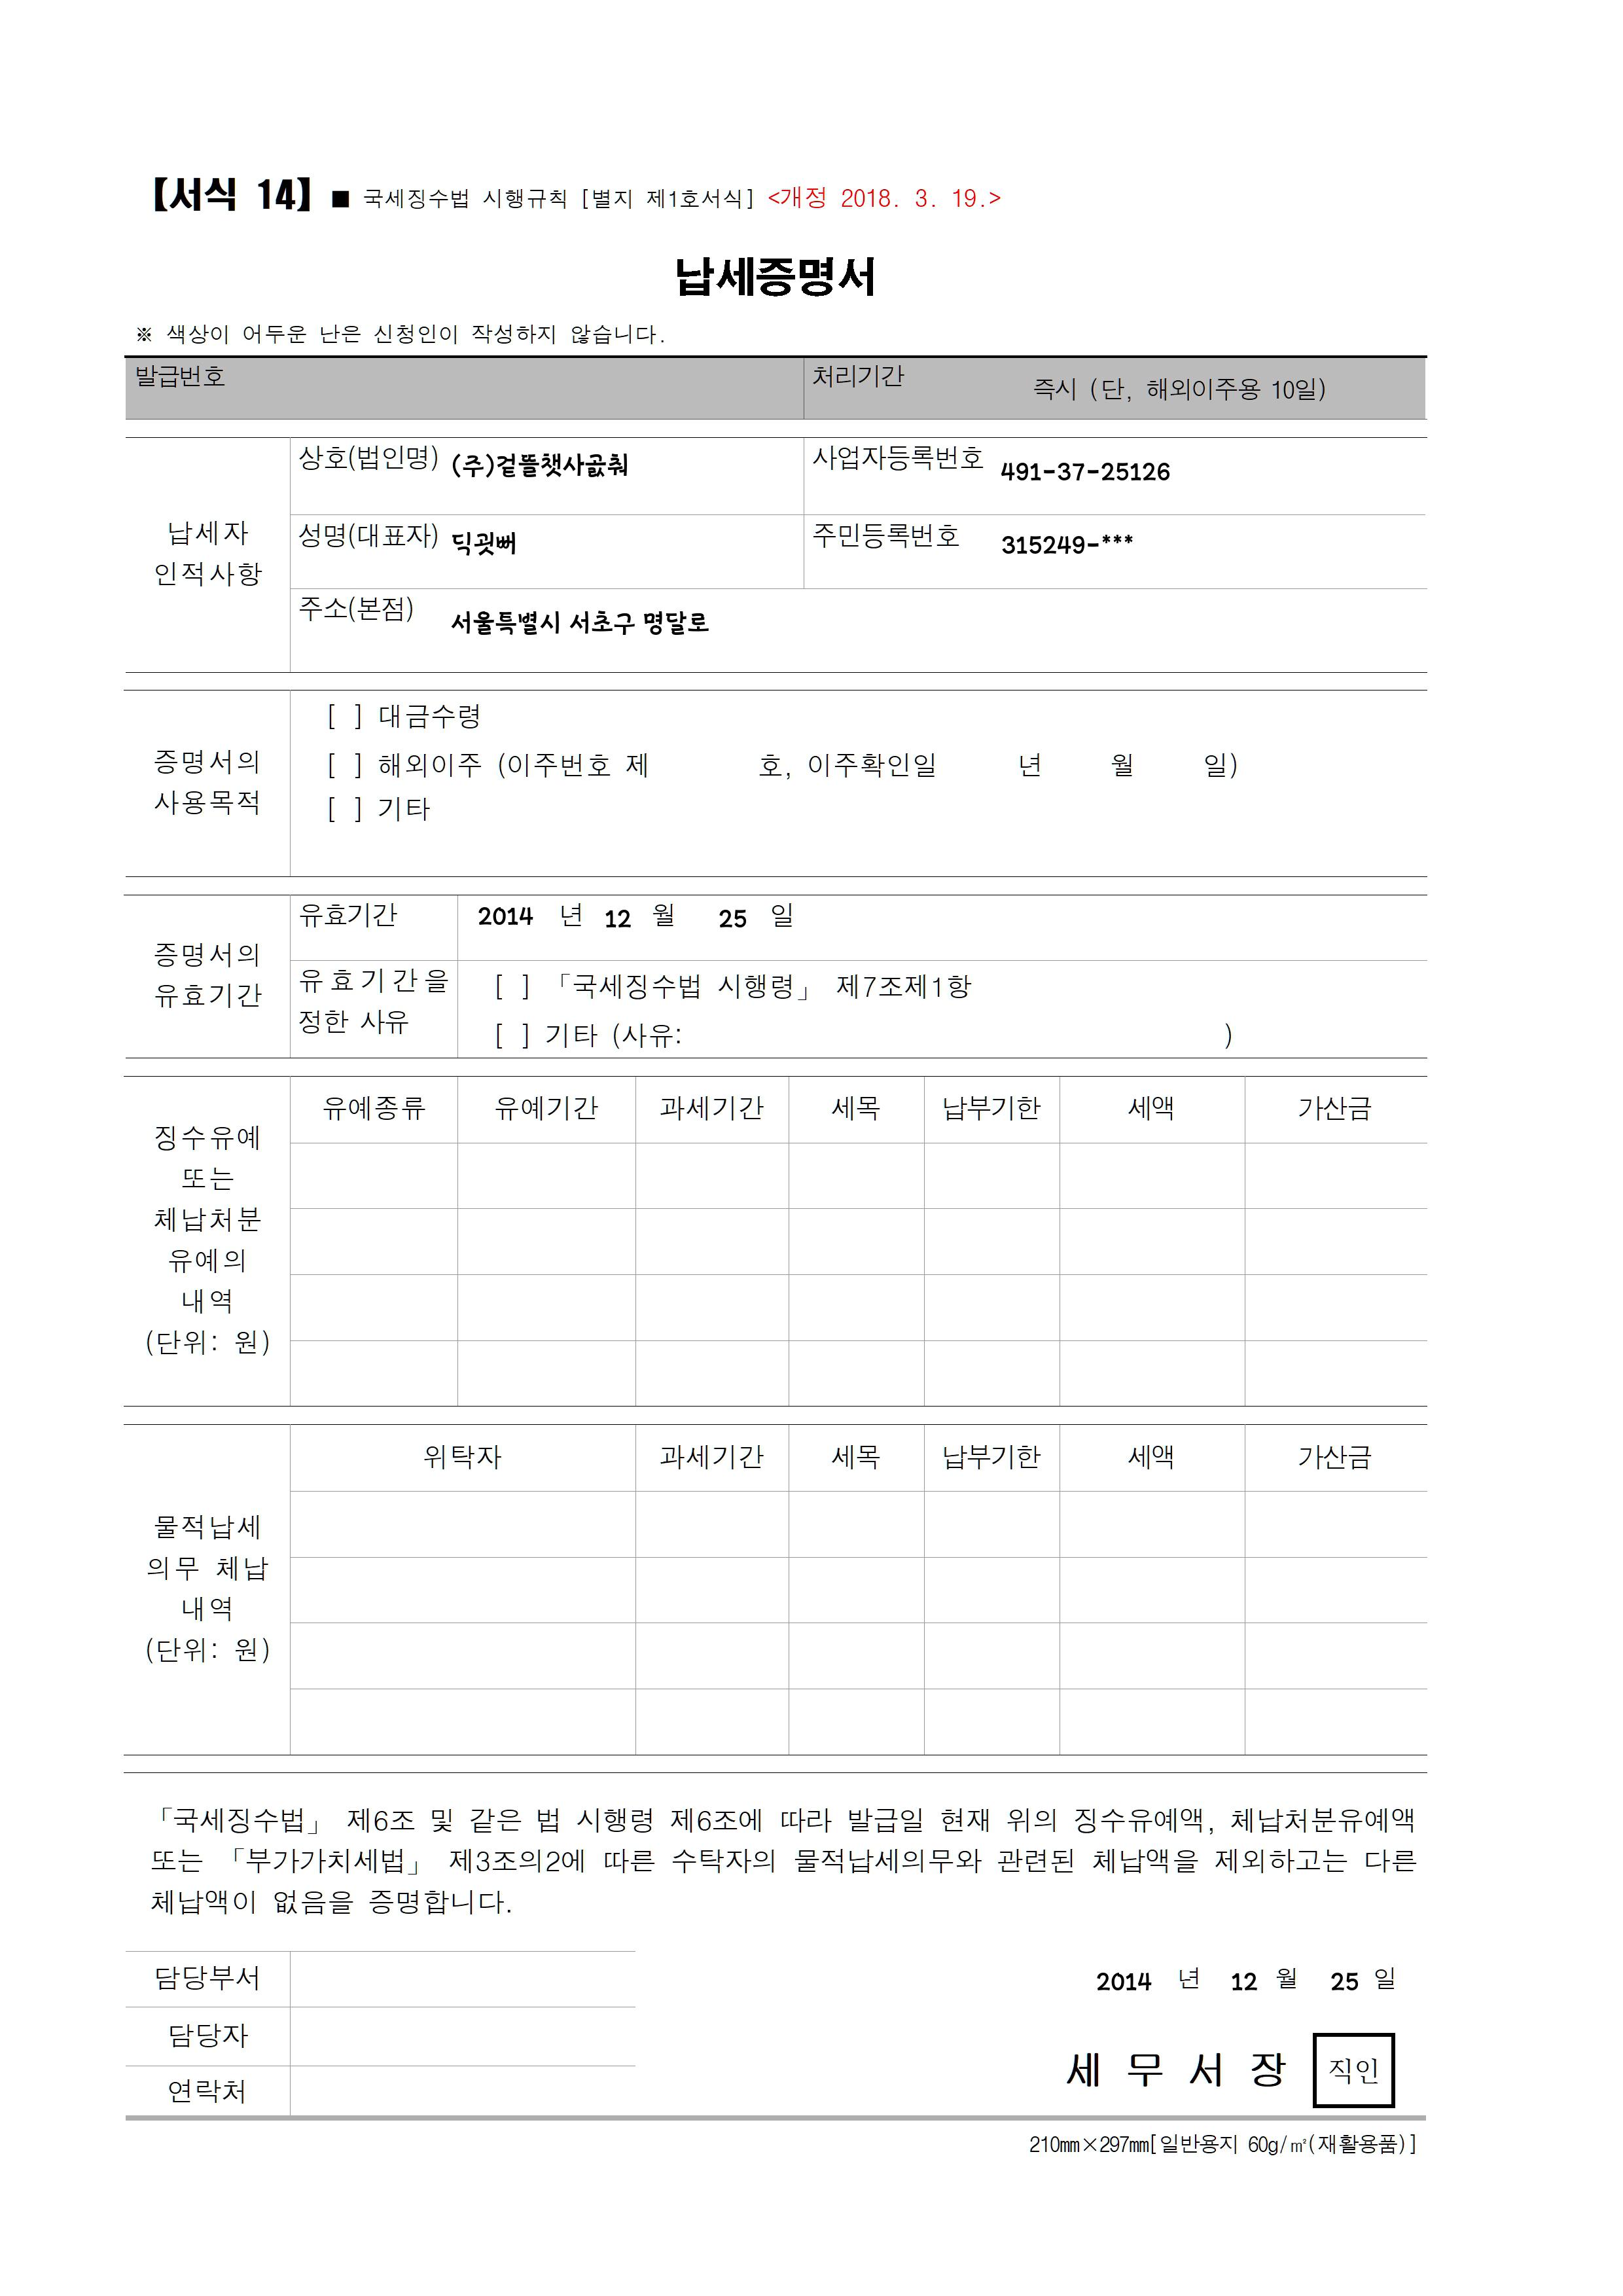 【서식 14】 ■ 국세징수법 시행규칙 [별지 제1호서식] <개정 2018. 3. 19.>
납세증명서
※ 색상이 어두운 난은 신청인이 작성하지 않습니다.
발급번호 처리기간 즉시 (단, 해외이주용 10일)
납세자
인적사항
상호(법인명) (주)겉뜰챗사곬춰 사업자등록번호 491-37-25126
성명(대표자) 딕굇뻐 주민등록번호 315249-***
주소(본점) 서울특별시 서초구 명달로
증명서의
사용목적
[ ] 대금수령
[ ] 해외이주 (이주번호 제 호, 이주확인일 년 월 일)
[ ] 기타
증명서의
유효기간
유효기간 2014 년 12 월 25 일
유효기간을
정한 사유
[ ] 「국세징수법 시행령」 제7조제1항
[ ] 기타 (사유: )
징수유예
또는
체납처분
유예의
내역
(단위: 원)
유예종류 유예기간 과세기간 세목 납부기한 세액 가산금
물적납세
의무 체납
내역
(단위: 원)
위탁자 과세기간 세목 납부기한 세액 가산금
「국세징수법」 제6조 및 같은 법 시행령 제6조에 따라 발급일 현재 위의 징수유예액, 체납처분유예액
또는 「부가가치세법」 제3조의2에 따른 수탁자의 물적납세의무와 관련된 체납액을 제외하고는 다른
체납액이 없음을 증명합니다.
담당부서
담당자
연락처
2014 년 12 월 25 일
세 무 서 장 직인
210㎜×297㎜[일반용지 60g/㎡(재활용품)]